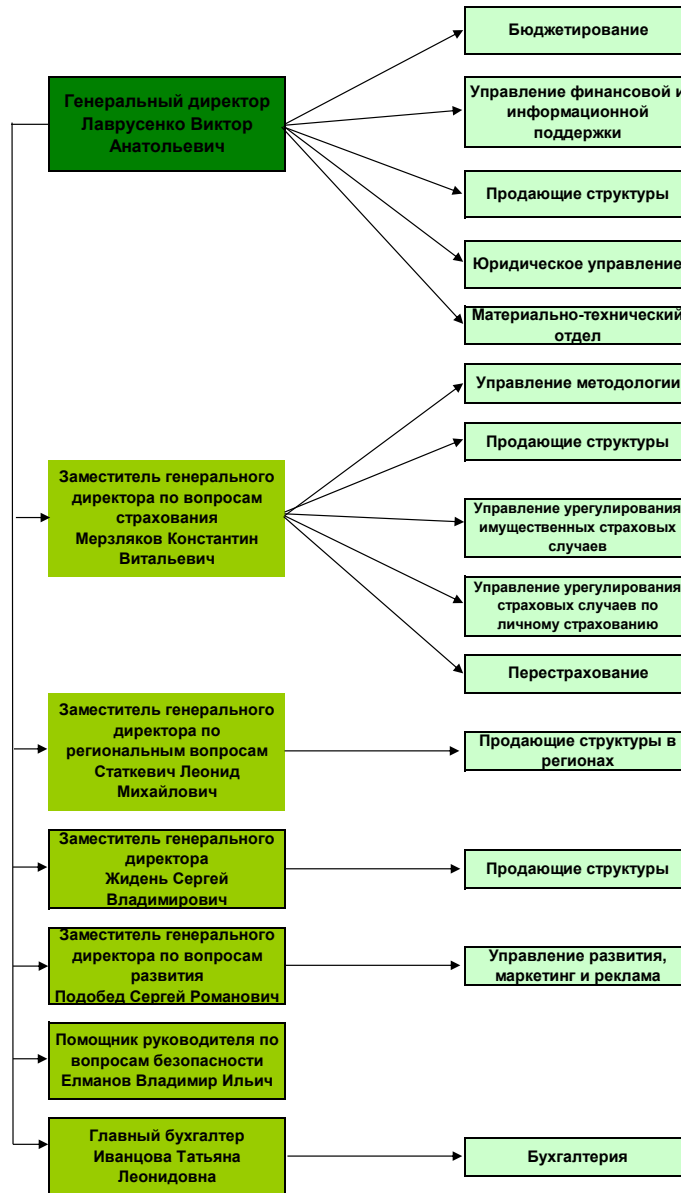 Бюджетирование
Генеральный директор
Лаврусенко Виктор
Анатольевич
Управление финансовой и
информационной
поддержки
Продающие структуры
Юридическое управление
Материально-технический
отдел
Управление методологии
Продающие структуры
Заместитель генерального
директора по вопросам
страхования
Мерзляков Константин
Витальевич
Управление урегулирования
имущественных страховых
случаев
Управление урегулирования
страховых случаев по
личному страхованию
Перестрахование
Заместитель генерального
директора по
региональным вопросам
Статкевич Леонид
Михайлович
Продающие структуры в
регионах
Заместитель генерального
директора
Жидень Сергей
Владимирович
Продающие структуры
Заместитель генерального
директора по вопросам
развития
Подобед Сергей Романович
Управление развития,
маркетинг и реклама
Помощник руководителя по
вопросам безопасности
Елманов Владимир Ильич
Главный бухгалтер
Иванцова Татьяна
Леонидовна
Бухгалтерия